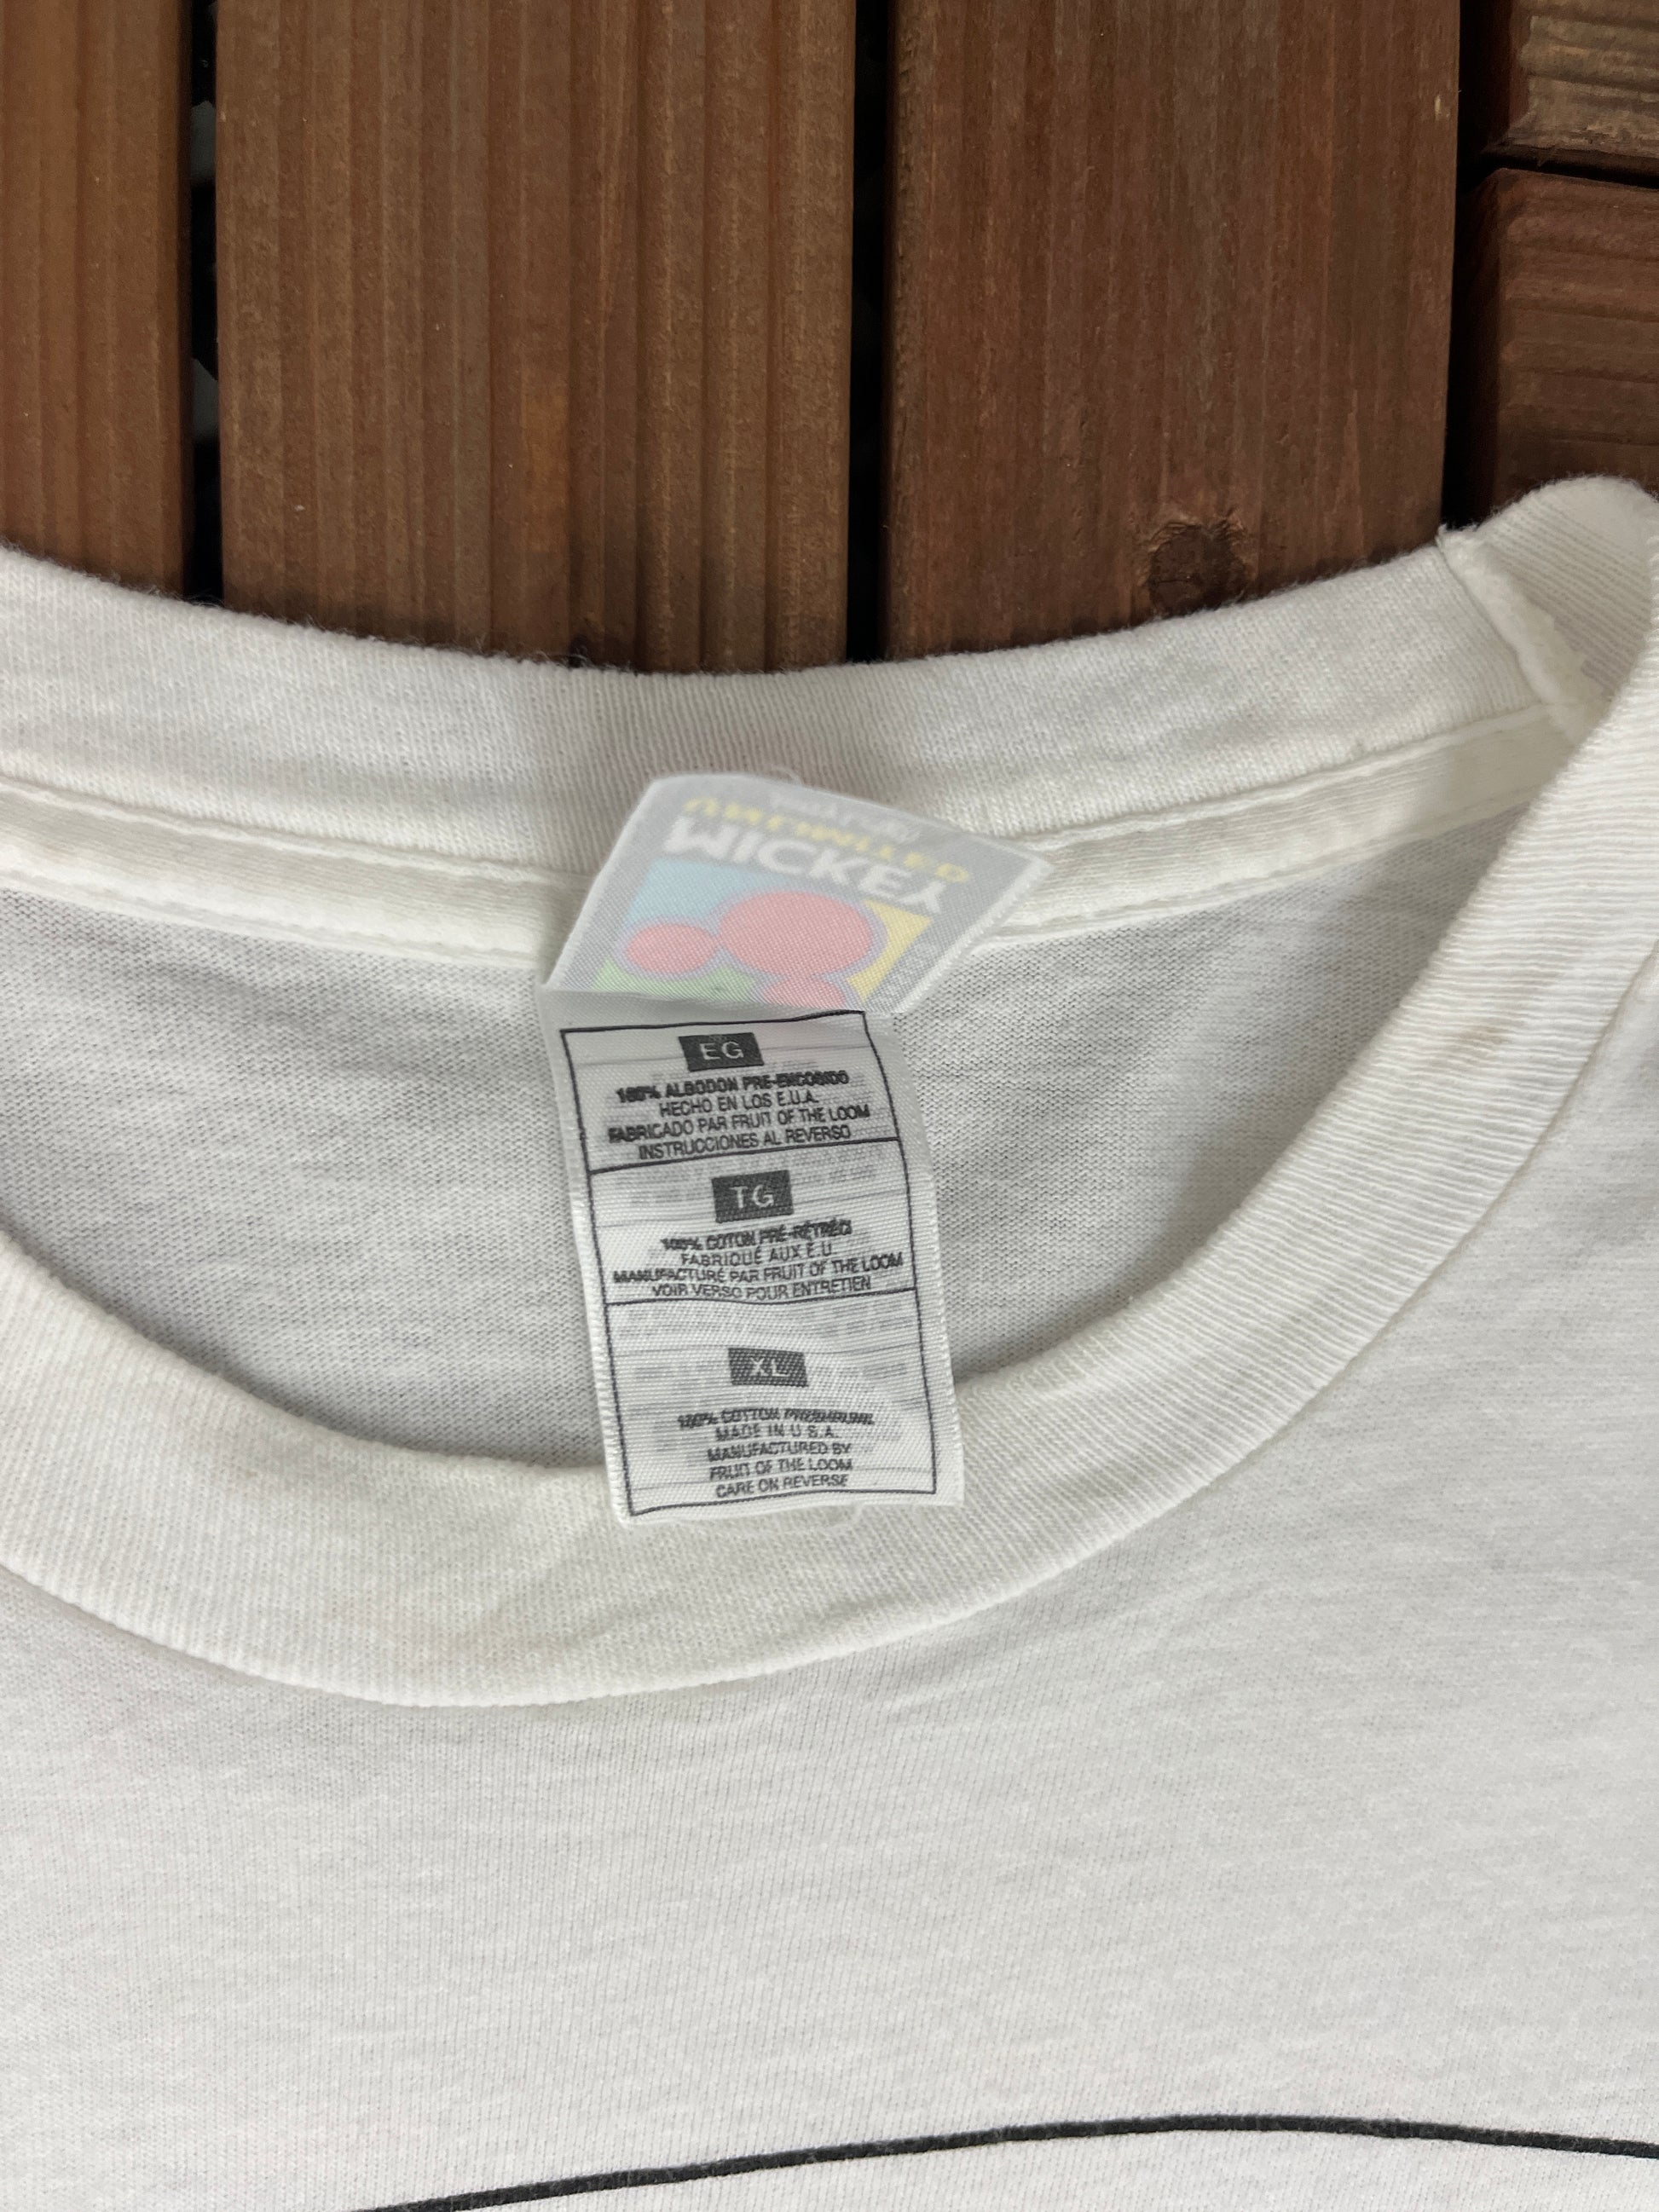 MICKEY
UNLIMITED
EG
100% ALGODON PRE-ENCOGIDO
HECHO EN LOS E.U.A.
FABRICADO PAR FRUIT OF THE LOOM
INSTRUCCIONES AL REVERSO
TG
100% COTON PRÉ-RÉTRÉCI
FABRIQUÉ AUX É.U.
MANUFACTURÉ PAR FRUIT OF THE LOOM
VOIR VERSO POUR ENTRETIEN
XL
100% COTTON PRESHRUNK
MADE IN U.S.A.
MANUFACTURED BY
FRUIT OF THE LOOM
CARE ON REVERSE